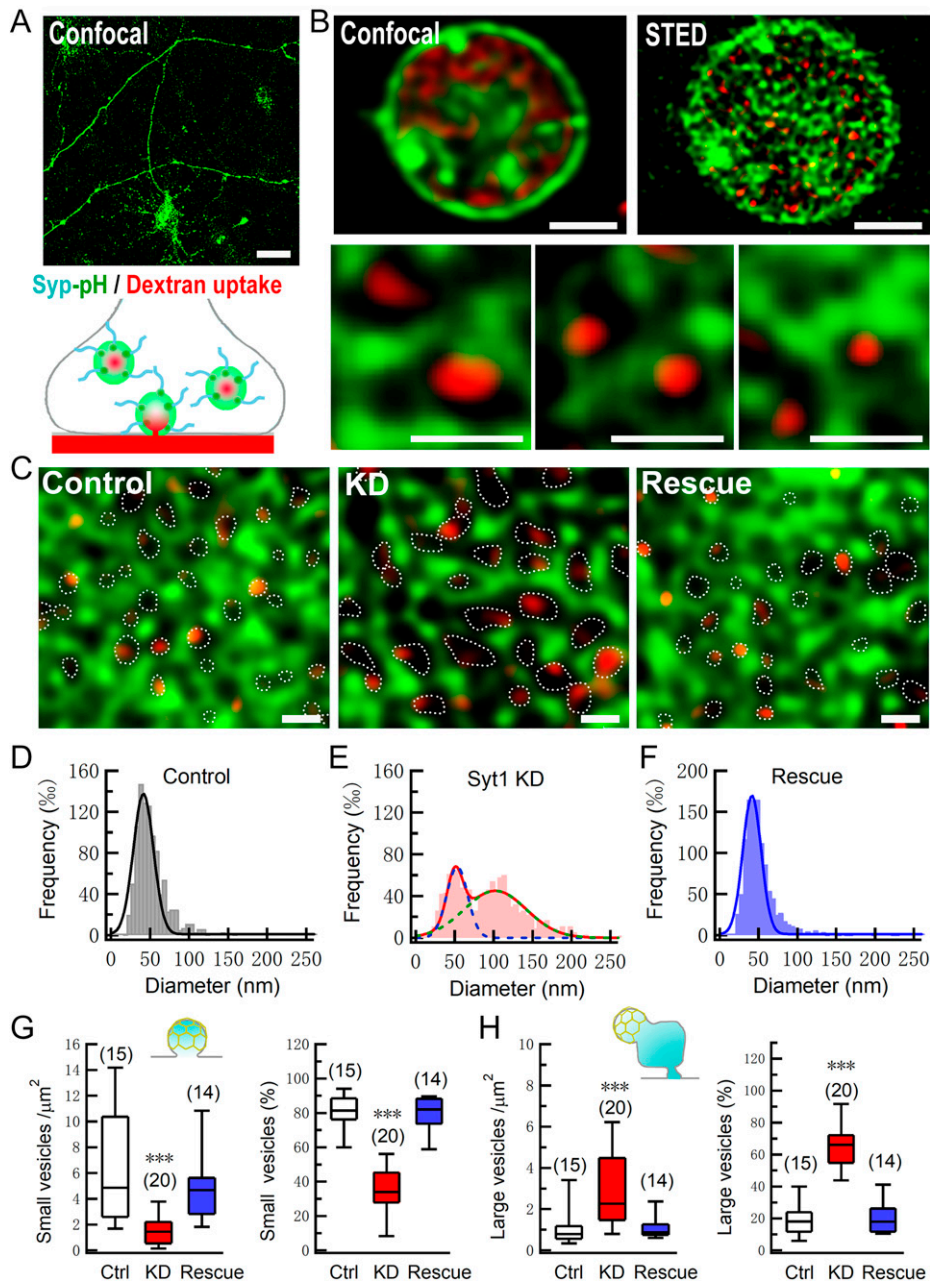 A
Confocal
Syp-pH / Dextran uptake
B
Confocal
STED
C
Control
KD
Rescue
D
Control
Frequency (‰)
160
120
80
40
0
0 50 100 150 200 250
Diameter (nm)
E
Syt1 KD
Frequency (‰)
160
120
80
40
0
0 50 100 150 200 250
Diameter (nm)
F
Rescue
Frequency (‰)
200
150
100
50
0
0 50 100 150 200 250
Diameter (nm)
G
Small vesicles /μm²
16
14
12
10
8
6
4
2
0
(15)
***
(20)
(14)
Ctrl KD Rescue
Small vesicles (%)
120
100
80
60
40
20
0
(15)
***
(20)
(14)
Ctrl KD Rescue
H
Large vesicles /μm²
10
8
6
4
2
0
(15)
***
(20)
(14)
Ctrl KD Rescue
Large vesicles (%)
120
100
80
60
40
20
0
(15)
***
(20)
(14)
Ctrl KD Rescue